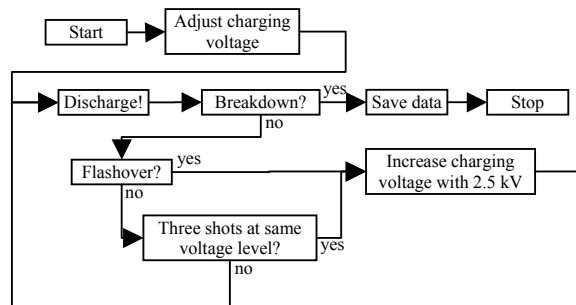 Start
Adjust charging
voltage
Discharge!
Breakdown?
yes
Save data
Stop
no
Flashover?
yes
Increase charging
voltage with 2.5 kV
no
Three shots at same
voltage level?
yes
no